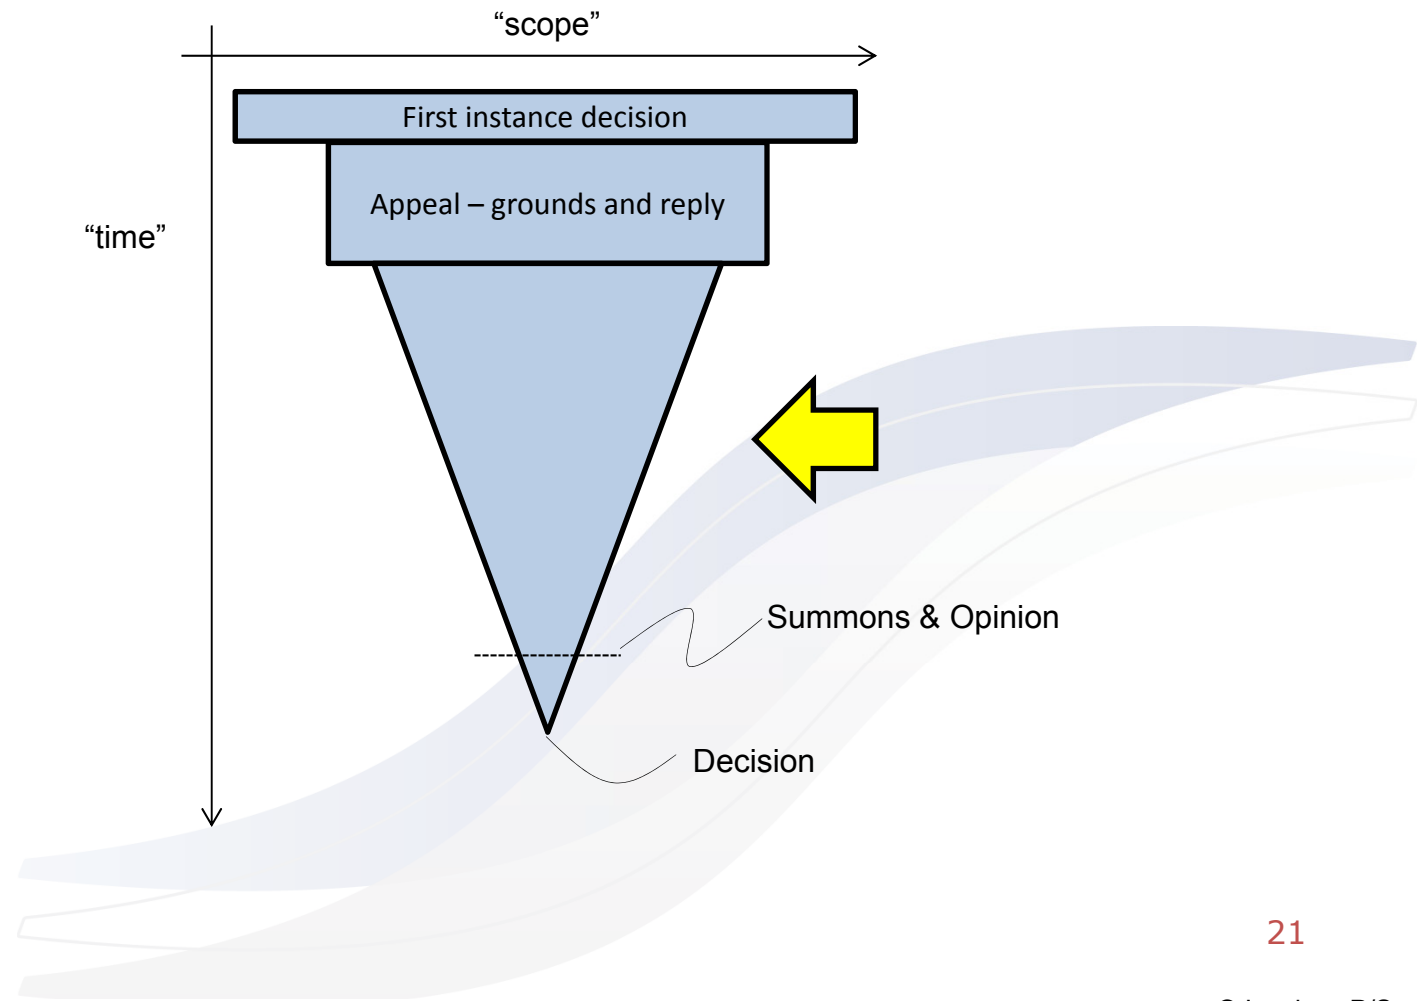 “scope”
First instance decision
Appeal – grounds and reply
“time”
Summons & Opinion
Decision
21